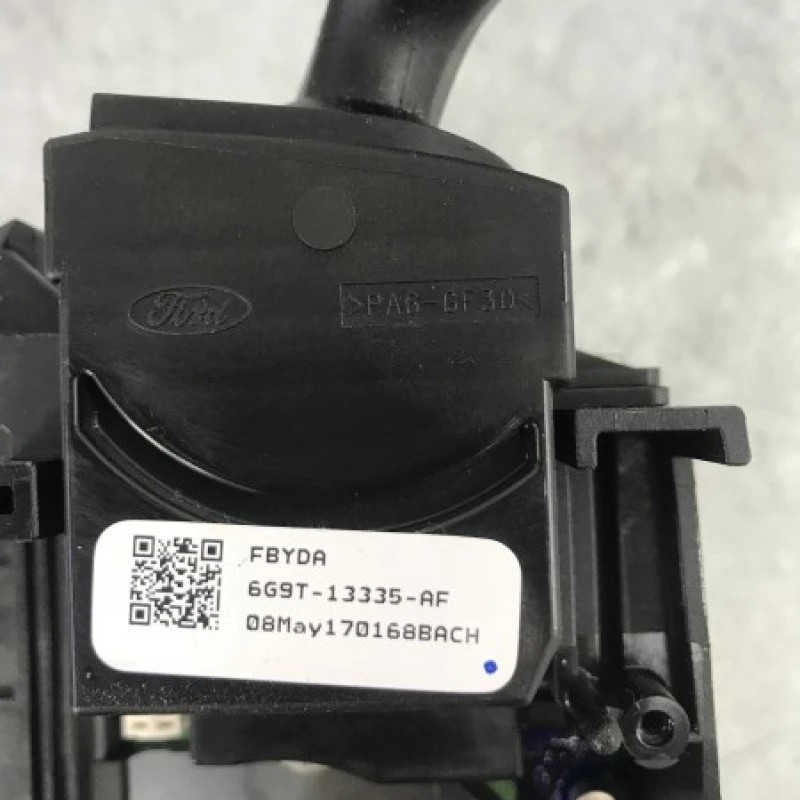 Ford
>PA6-GF30<
FBYDA
6G9T-13335-AF
08May170168BACH